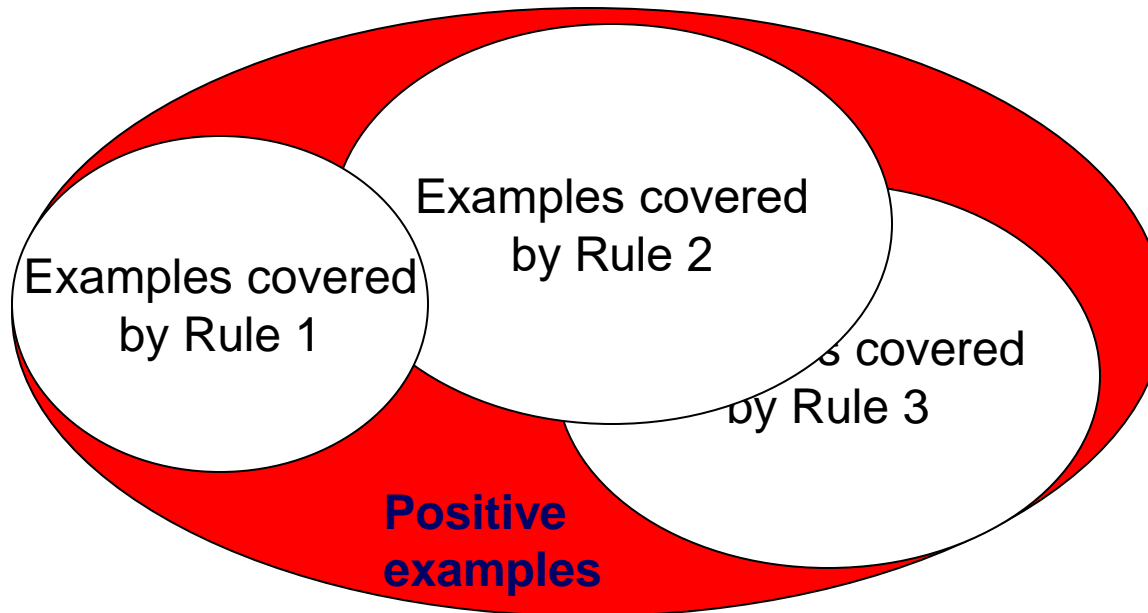 Examples covered
by Rule 2
Examples covered
by Rule 1
covered
by Rule 3
Positive
examples